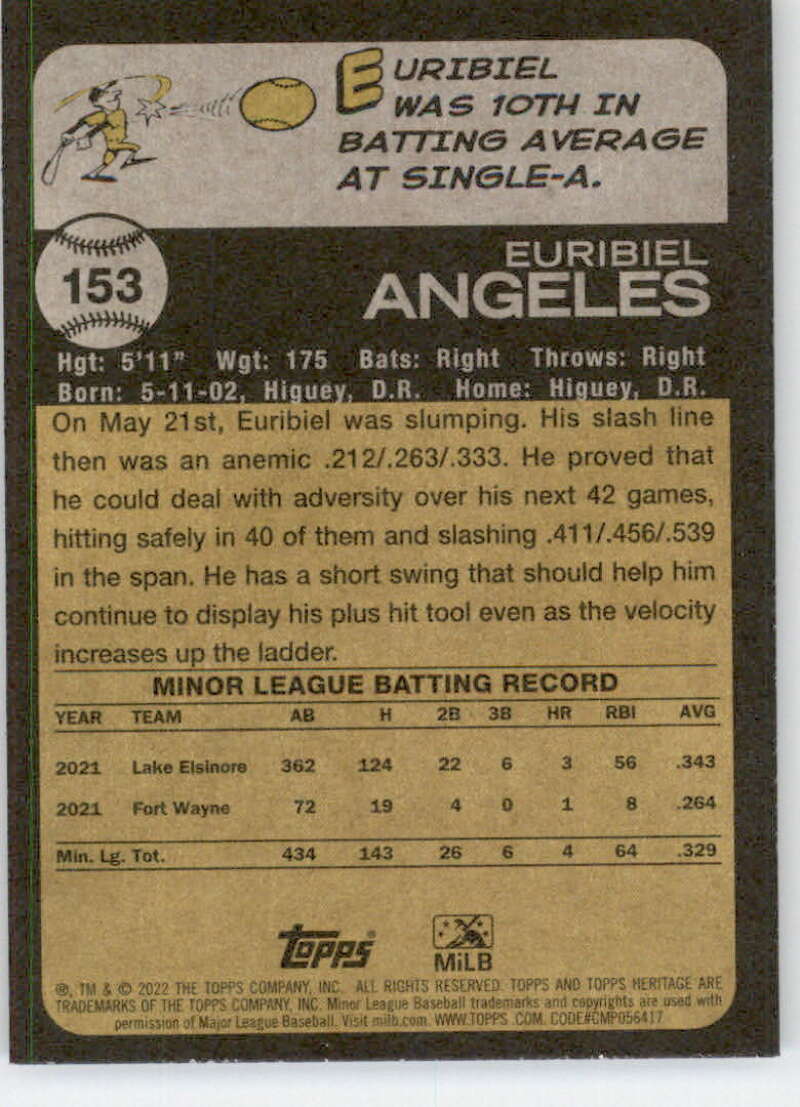 EURIBIEL
WAS 10TH IN
BATTING AVERAGE
AT SINGLE-A.
153
EURIBIEL
ANGELES
Hgt: 5'11" Wgt: 175 Bats: Right Throws: Right
Born: 5-11-02, Higuey, D.R. Home: Higuey, D.R.
On May 21st, Euribiel was slumping. His slash line
then was an anemic .212/.263/.333. He proved that
he could deal with adversity over his next 42 games,
hitting safely in 40 of them and slashing .411/.456/.539
in the span. He has a short swing that should help him
continue to display his plus hit tool even as the velocity
increases up the ladder.
MINOR LEAGUE BATTING RECORD
YEAR TEAM AB H 2B 3B HR RBI AVG
2021 Lake Elsinore 362 124 22 6 3 56 .343
2021 Fort Wayne 72 19 4 0 1 8 .264
Min. Lg. Tot. 434 143 26 6 4 64 .329
Topps
MiLB
®, TM & © 2022 THE TOPPS COMPANY, INC. ALL RIGHTS RESERVED. TOPPS AND TOPPS HERITAGE ARE
TRADEMARKS OF THE TOPPS COMPANY, INC. Minor League Baseball trademarks and copyrights are used with
permission of Major League Baseball. Visit milb.com. WWW.TOPPS.COM. CODE#CMP056417